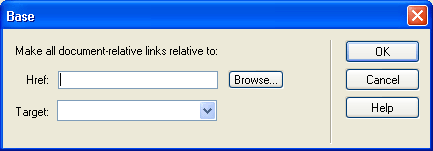 Base
Make all document-relative links relative to:
Href:
Browse...
Target:
OK
Cancel
Help